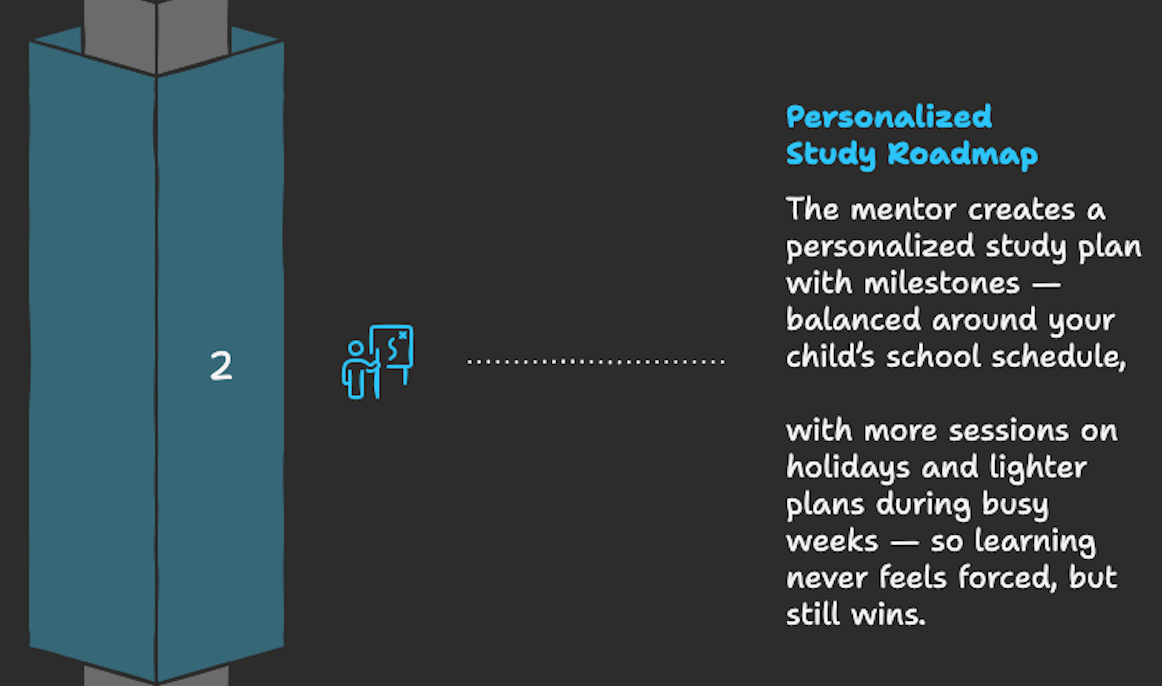 Personalized
Study Roadmap
The mentor creates a
personalized study plan
with milestones —
balanced around your
child's school schedule,
2
with more sessions on
holidays and lighter
plans during busy
weeks — so learning
never feels forced, but
still wins.